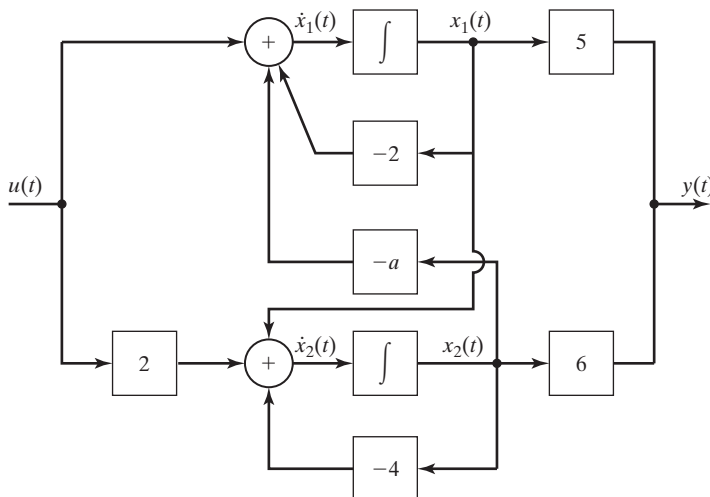 ẋ₁(t)
x₁(t)
+
∫
5
−2
u(t)
y(t)
−a
ẋ₂(t)
x₂(t)
2
+
∫
6
−4